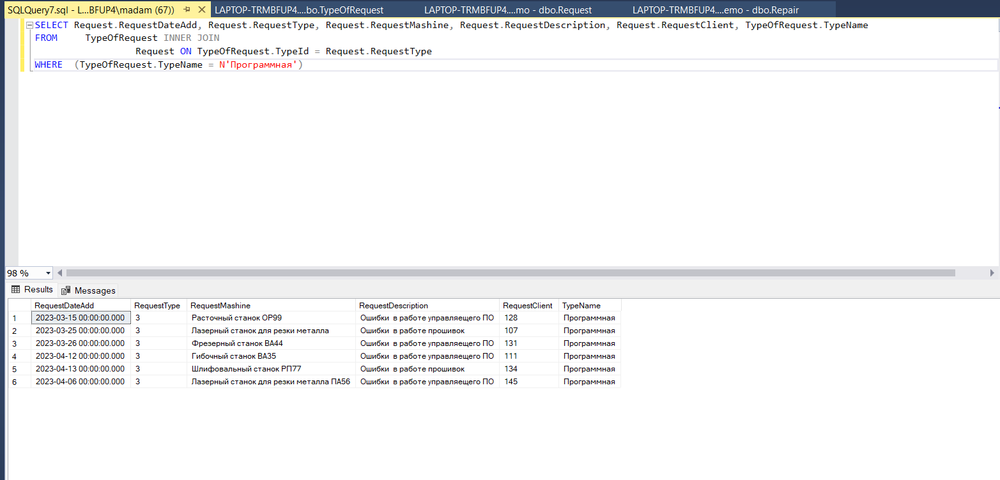 SQLQuery7.sql - L...BFUP4\madam (67)) LAPTOP-TRMBFUP4....bo.TypeOfRequest LAPTOP-TRMBFUP4....mo - dbo.Request LAPTOP-TRMBFUP4....emo - dbo.Repair
SELECT Request.RequestDateAdd, Request.RequestType, Request.RequestMashine, Request.RequestDescription, Request.RequestClient, TypeOfRequest.TypeName
FROM TypeOfRequest INNER JOIN
Request ON TypeOfRequest.TypeId = Request.RequestType
WHERE (TypeOfRequest.TypeName = N'Программная')
98 %
Results Messages
RequestDateAdd RequestType RequestMashine RequestDescription RequestClient TypeName
1 2023-03-15 00:00:00.000 3 Расточный станок ОР99 Ошибки в работе управляещего ПО 128 Программная
2 2023-03-25 00:00:00.000 3 Лазерный станок для резки металла Ошибки в работе прошивок 107 Программная
3 2023-03-26 00:00:00.000 3 Фрезерный станок ВА44 Ошибки в работе управляещего ПО 131 Программная
4 2023-04-12 00:00:00.000 3 Гибочный станок ВА35 Ошибки в работе управляещего ПО 111 Программная
5 2023-04-13 00:00:00.000 3 Шлифовальный станок РП77 Ошибки в работе прошивок 134 Программная
6 2023-04-06 00:00:00.000 3 Лазерный станок для резки металла ПА56 Ошибки в работе управляещего ПО 145 Программная